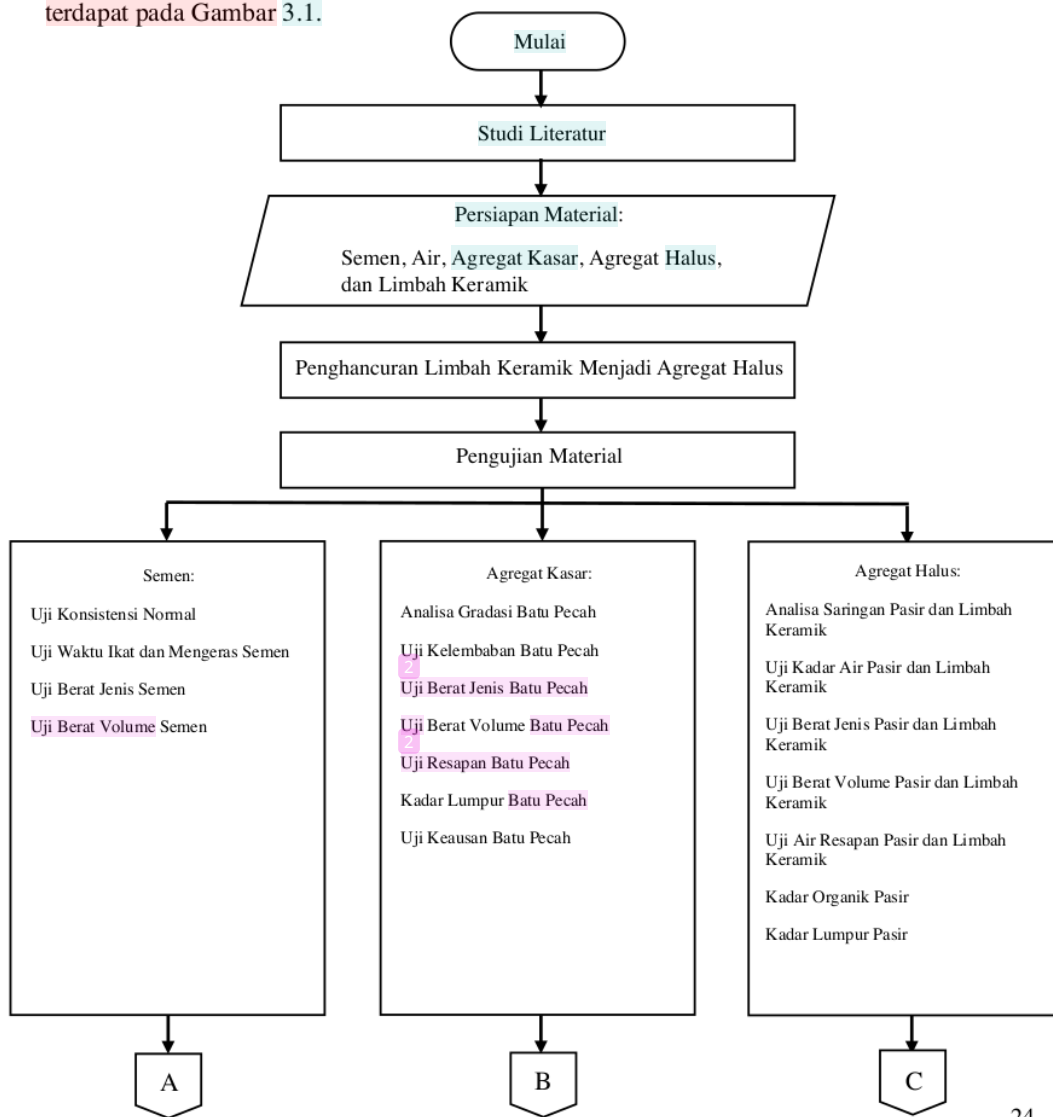 terdapat pada Gambar 3.1.
Mulai
Studi Literatur
Persiapan Material:
Semen, Air, Agregat Kasar, Agregat Halus,
dan Limbah Keramik
Penghancuran Limbah Keramik Menjadi Agregat Halus
Pengujian Material
Semen:
Uji Konsistensi Normal
Uji Waktu Ikat dan Mengeras Semen
Uji Berat Jenis Semen
Uji Berat Volume Semen
Agregat Kasar:
Analisa Gradasi Batu Pecah
Uji Kelembaban Batu Pecah
2
Uji Berat Jenis Batu Pecah
Uji Berat Volume Batu Pecah
2
Uji Resapan Batu Pecah
Kadar Lumpur Batu Pecah
Uji Keausan Batu Pecah
Agregat Halus:
Analisa Saringan Pasir dan Limbah
Keramik
Uji Kadar Air Pasir dan Limbah
Keramik
Uji Berat Jenis Pasir dan Limbah
Keramik
Uji Berat Volume Pasir dan Limbah
Keramik
Uji Air Resapan Pasir dan Limbah
Keramik
Kadar Organik Pasir
Kadar Lumpur Pasir
A
B
C
24